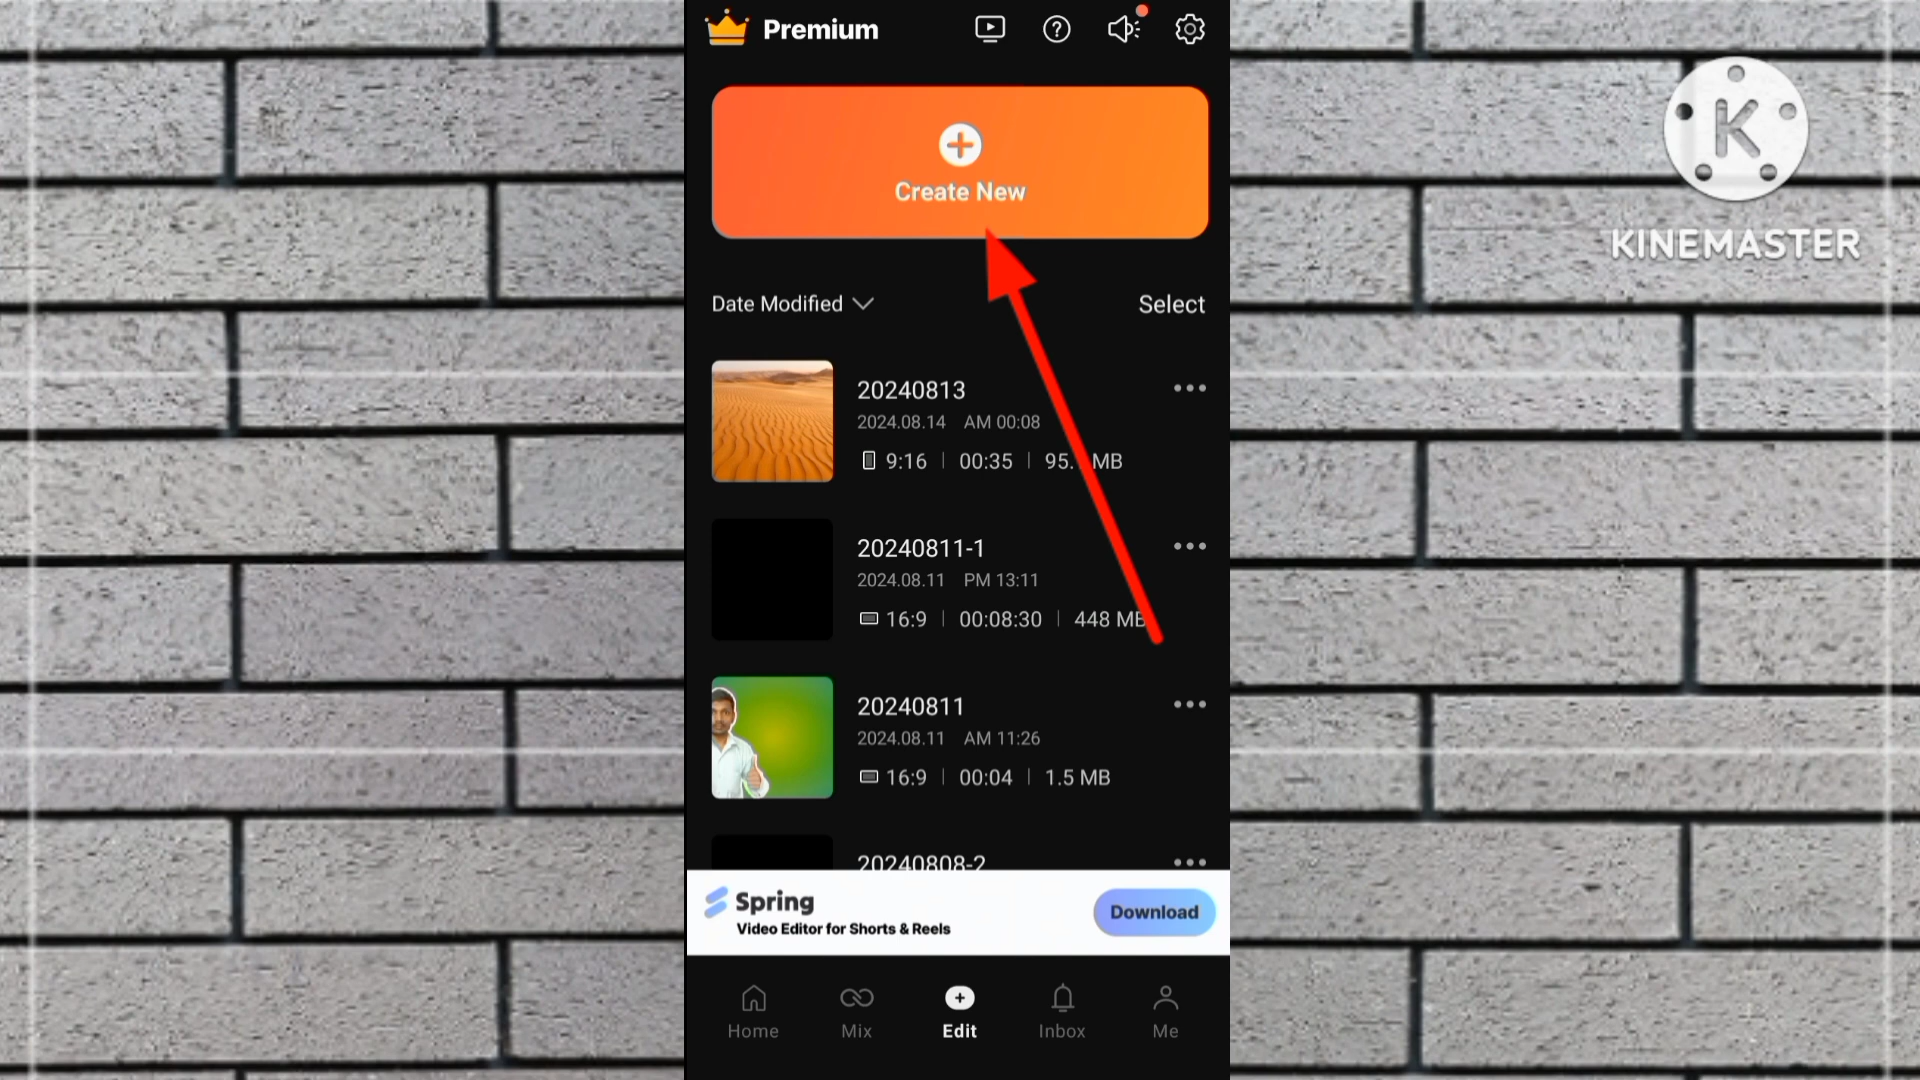 Premium
Create New
Date Modified
Select
20240813
2024.08.14 AM 00:08
9:16 | 00:35 | 95. MB
20240811-1
2024.08.11 PM 13:11
16:9 | 00:08:30 | 448 MB
20240811
2024.08.11 AM 11:26
16:9 | 00:04 | 1.5 MB
20240808-2
Spring
Video Editor for Shorts & Reels
Download
Home
Mix
Edit
Inbox
Me
K
KINEMASTER